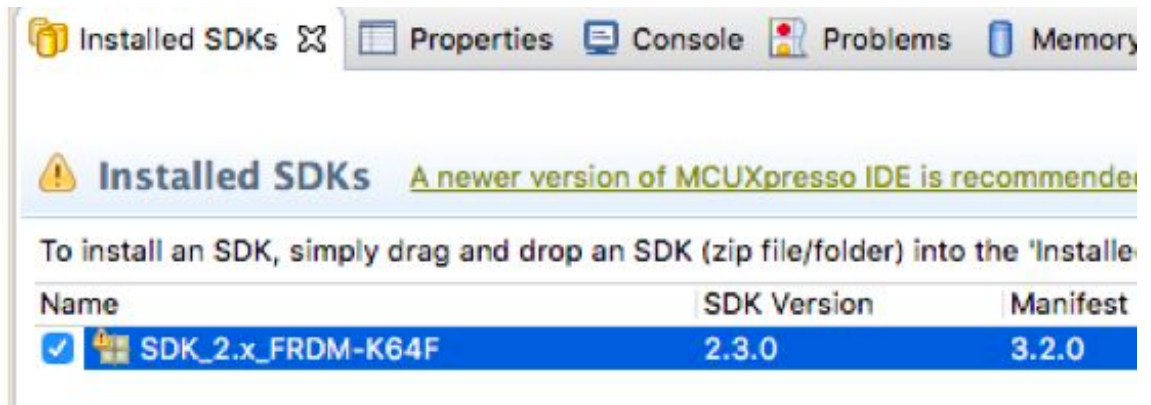 Installed SDKs Properties Console Problems Memory
Installed SDKs A newer version of MCUXpresso IDE is recommende
To install an SDK, simply drag and drop an SDK (zip file/folder) into the 'Installe
Name SDK Version Manifest
SDK_2.x_FRDM-K64F 2.3.0 3.2.0